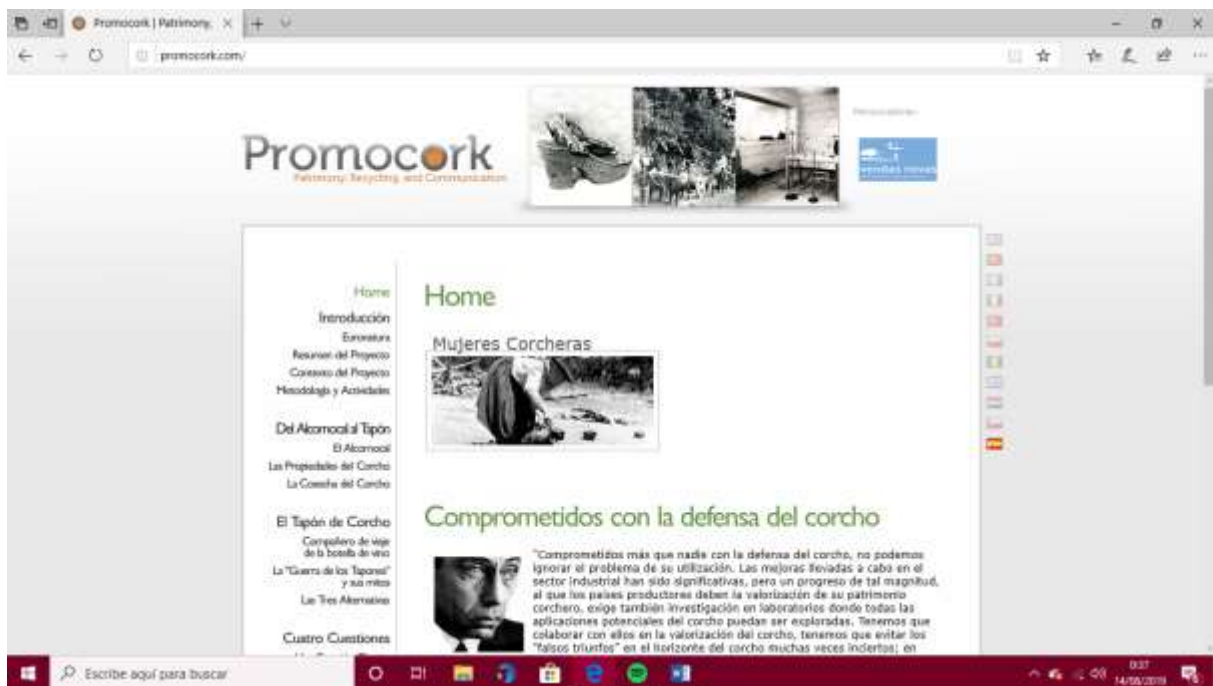 Promocork | Patrimony,
promocork.com/
Promocork
Patrimony, Recycling, and Communication
vendas novas
Home
Introducción
Euronatura
Resumen del Proyecto
Contexto del Proyecto
Metodología y Actividades
Del Alcornocal al Tapón
El Alcornocal
Las Propiedades del Corcho
La Cosecha del Corcho
El Tapón de Corcho
Compañero de viaje
de la botella de vino
La "Guerra de los Tapones"
y sus mitos
Las Tres Alternativas
Cuatro Cuestiones
Home
Mujeres Corcheras
Comprometidos con la defensa del corcho
"Comprometidos más que nadie con la defensa del corcho, no podemos
ignorar el problema de su utilización. Las mejoras llevadas a cabo en el
sector industrial han sido significativas, pero un progreso de tal magnitud,
al que los países productores deben la valorización de su patrimonio
corchero, exige también investigación en laboratorios donde todas las
aplicaciones potenciales del corcho puedan ser exploradas. Tenemos que
colaborar con ellos en la valorización del corcho, tenemos que evitar los
"falsos triunfos" en el horizonte del corcho muchas veces inciertos; en
Escribe aquí para buscar
0:37
14/08/2019